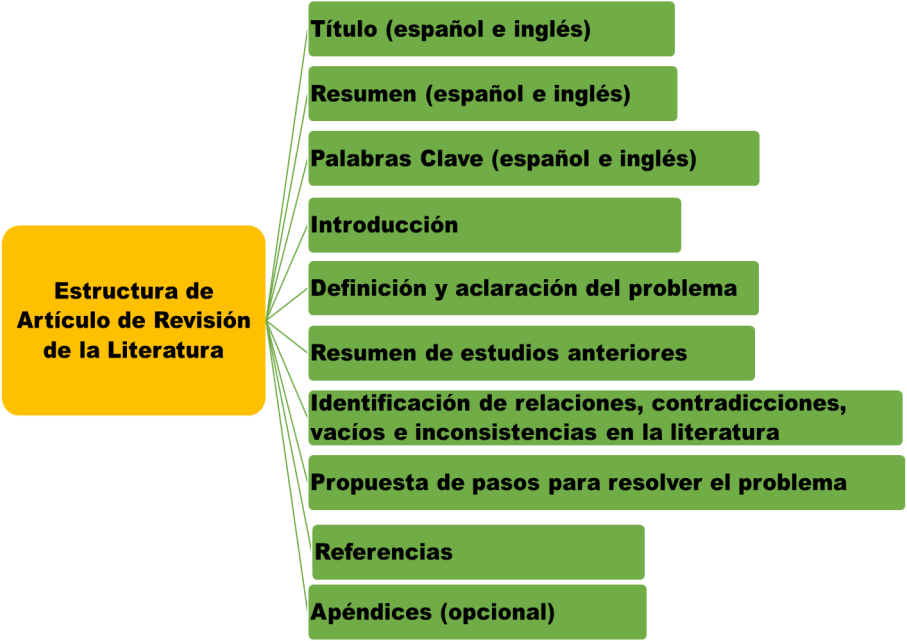 Título (español e inglés)
Resumen (español e inglés)
Palabras Clave (español e inglés)
Introducción
Estructura de
Artículo de Revisión
de la Literatura
Definición y aclaración del problema
Resumen de estudios anteriores
Identificación de relaciones, contradicciones,
vacíos e inconsistencias en la literatura
Propuesta de pasos para resolver el problema
Referencias
Apéndices (opcional)